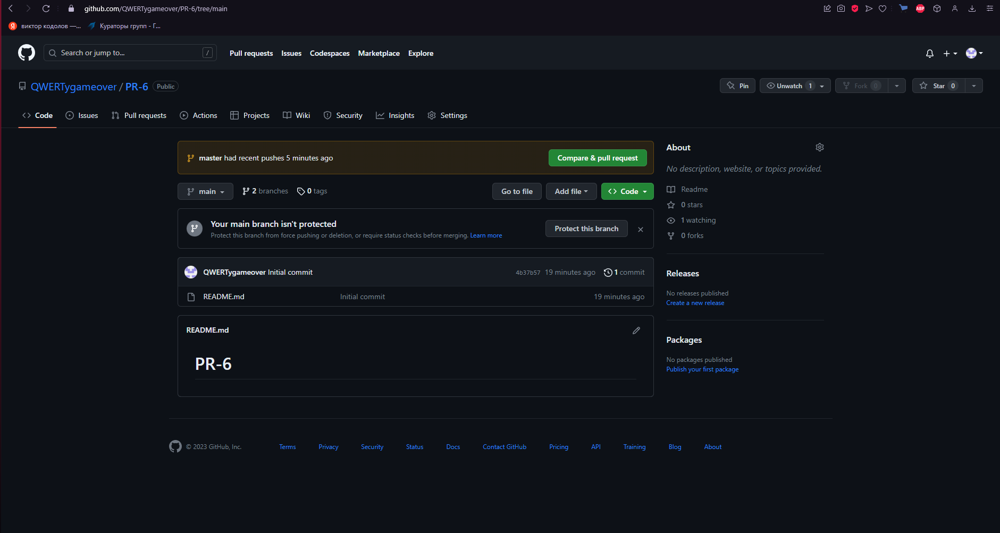 github.com/QWERTygameover/PR-6/tree/main
ABP
Я виктор кодолов —... Кураторы групп - Г...
Search or jump to... /
Pull requests Issues Codespaces Marketplace Explore
QWERTygameover / PR-6 Public
Pin Unwatch 1 Fork 0 Star 0
Code Issues Pull requests Actions Projects Wiki Security Insights Settings
master had recent pushes 5 minutes ago Compare & pull request
main 2 branches 0 tags Go to file Add file Code
Your main branch isn't protected
Protect this branch from force pushing or deletion, or require status checks before merging. Learn more
Protect this branch
QWERTygameover Initial commit 4b37b57 19 minutes ago 1 commit
README.md Initial commit 19 minutes ago
README.md
PR-6
About
No description, website, or topics provided.
Readme
0 stars
1 watching
0 forks
Releases
No releases published
Create a new release
Packages
No packages published
Publish your first package
© 2023 GitHub, Inc. Terms Privacy Security Status Docs Contact GitHub Pricing API Training Blog About